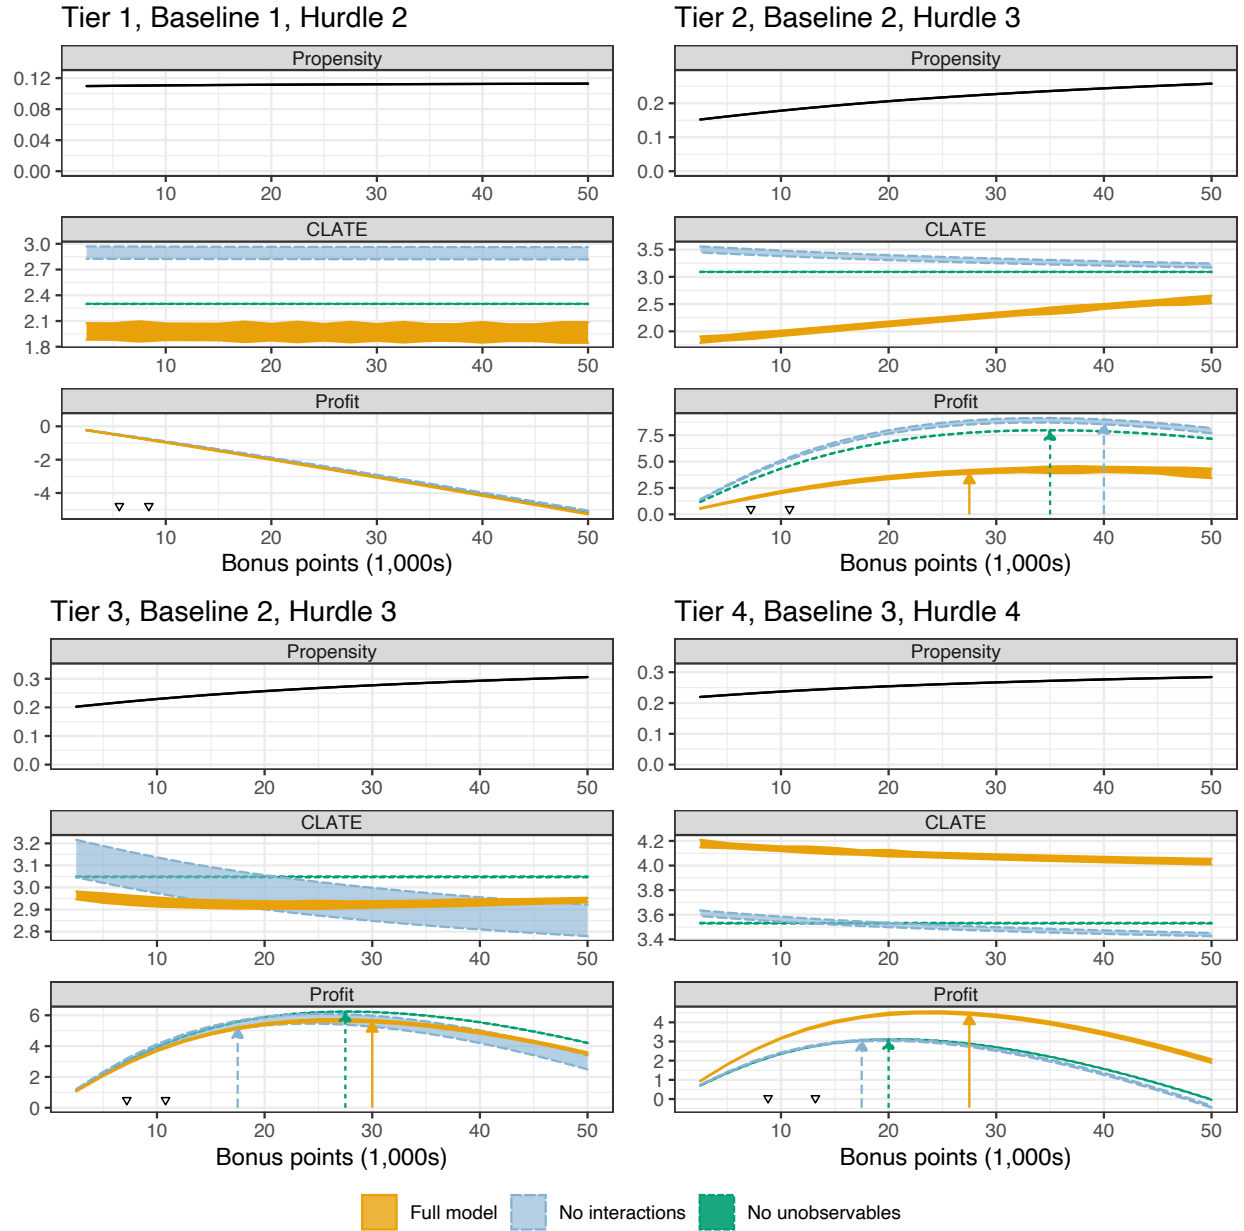 Tier 1, Baseline 1, Hurdle 2
Propensity
0.12
0.08
0.04
0.00
10 20 30 40 50
CLATE
3.0
2.7
2.4
2.1
1.8
10 20 30 40 50
Profit
0
-2
-4
10 20 30 40 50
Bonus points (1,000s)
Tier 2, Baseline 2, Hurdle 3
Propensity
0.2
0.1
0.0
10 20 30 40 50
CLATE
3.5
3.0
2.5
2.0
10 20 30 40 50
Profit
7.5
5.0
2.5
0.0
10 20 30 40 50
Bonus points (1,000s)
Tier 3, Baseline 2, Hurdle 3
Propensity
0.3
0.2
0.1
0.0
10 20 30 40 50
CLATE
3.2
3.1
3.0
2.9
2.8
10 20 30 40 50
Profit
6
4
2
0
10 20 30 40 50
Bonus points (1,000s)
Tier 4, Baseline 3, Hurdle 4
Propensity
0.3
0.2
0.1
0.0
10 20 30 40 50
CLATE
4.2
4.0
3.8
3.6
3.4
10 20 30 40 50
Profit
4
3
2
1
0
10 20 30 40 50
Bonus points (1,000s)
Full model No interactions No unobservables